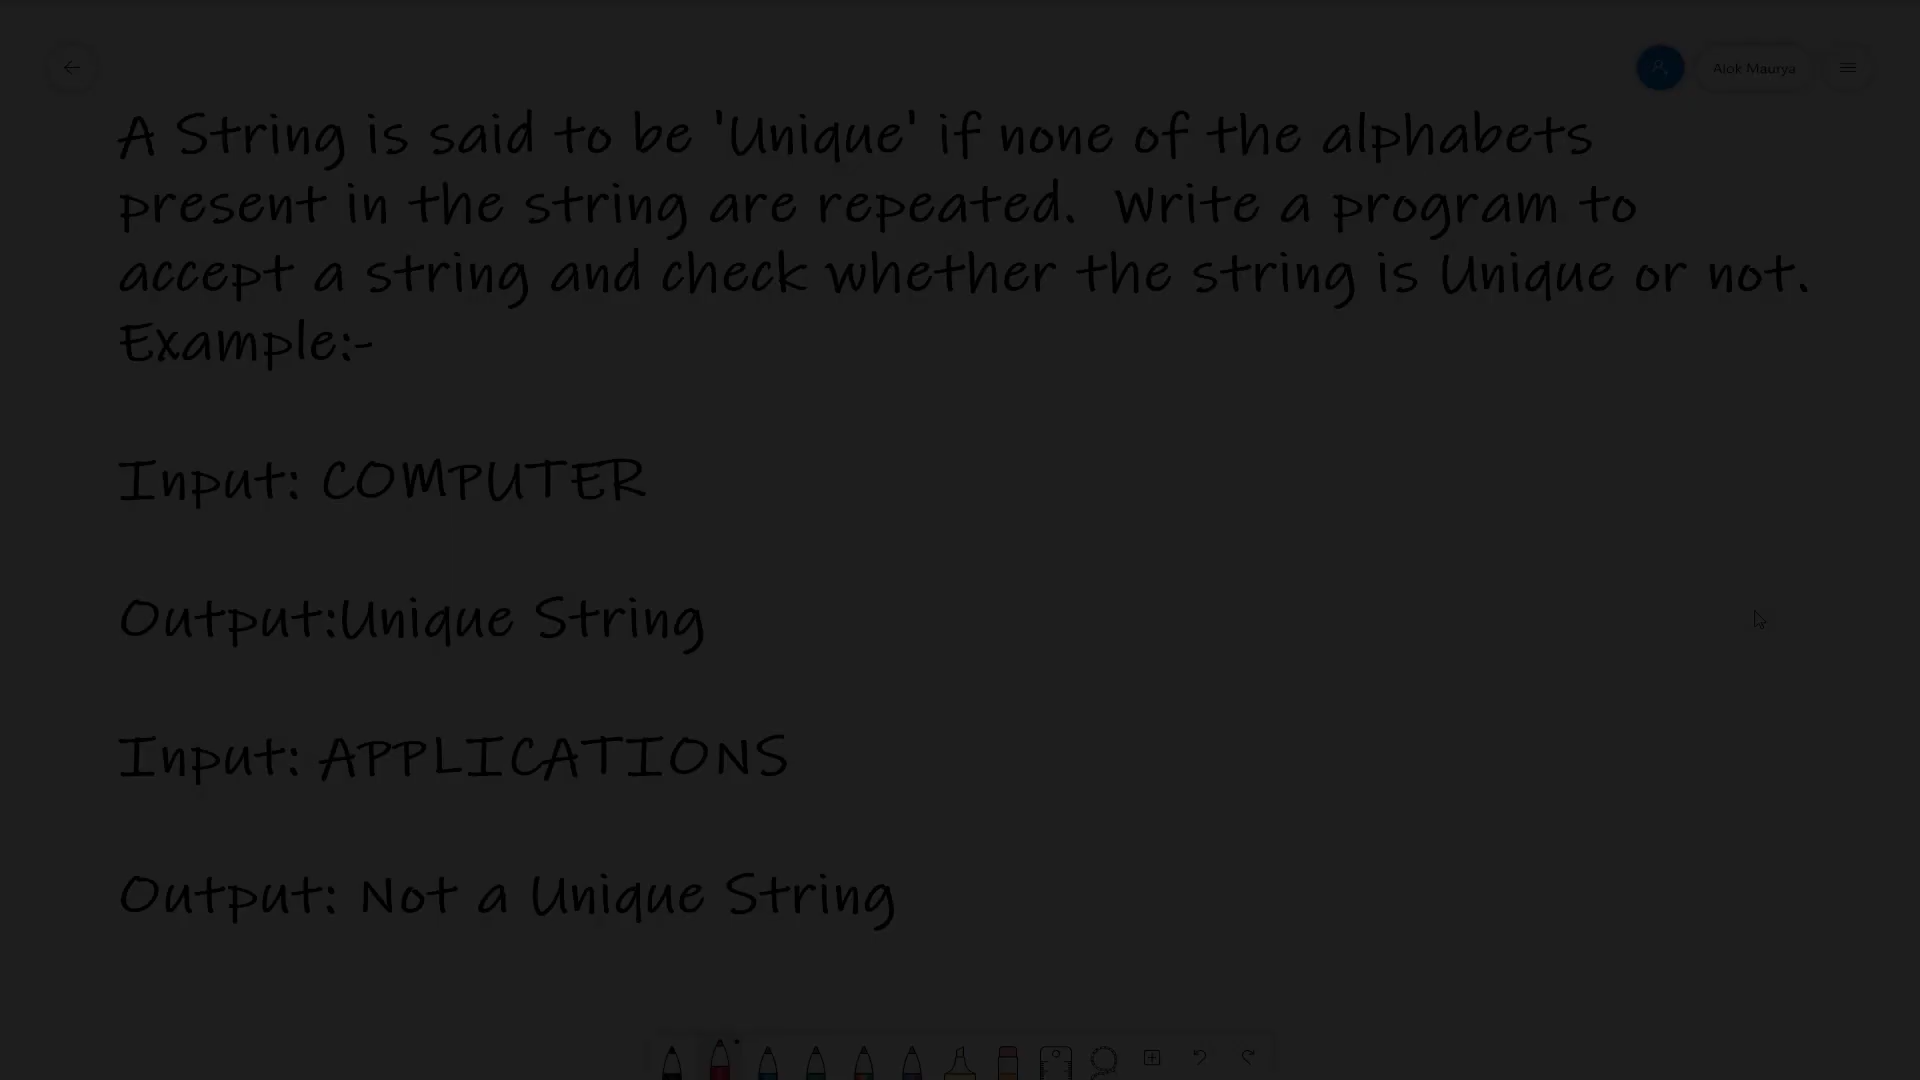 Alok Maurya
A String is said to be 'Unique' if none of the alphabets
present in the string are repeated. Write a program to
accept a string and check whether the string is Unique or not.
Example:-
Input: COMPUTER
Output:Unique String
Input: APPLICATIONS
Output: Not a Unique String